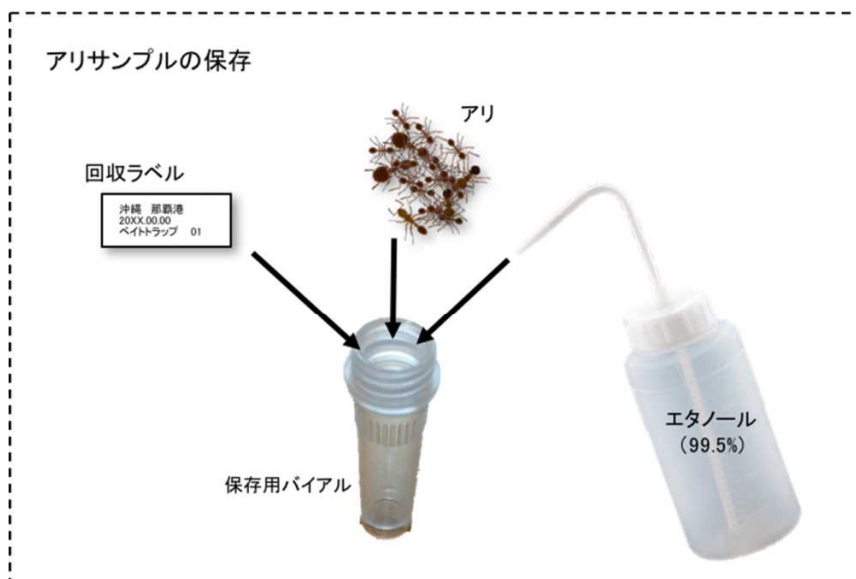 アリサンプルの保存
アリ
回収ラベル
沖縄 那覇港
20XX.00.00
ベイトトラップ 01
エタノール
(99.5%)
保存用バイアル